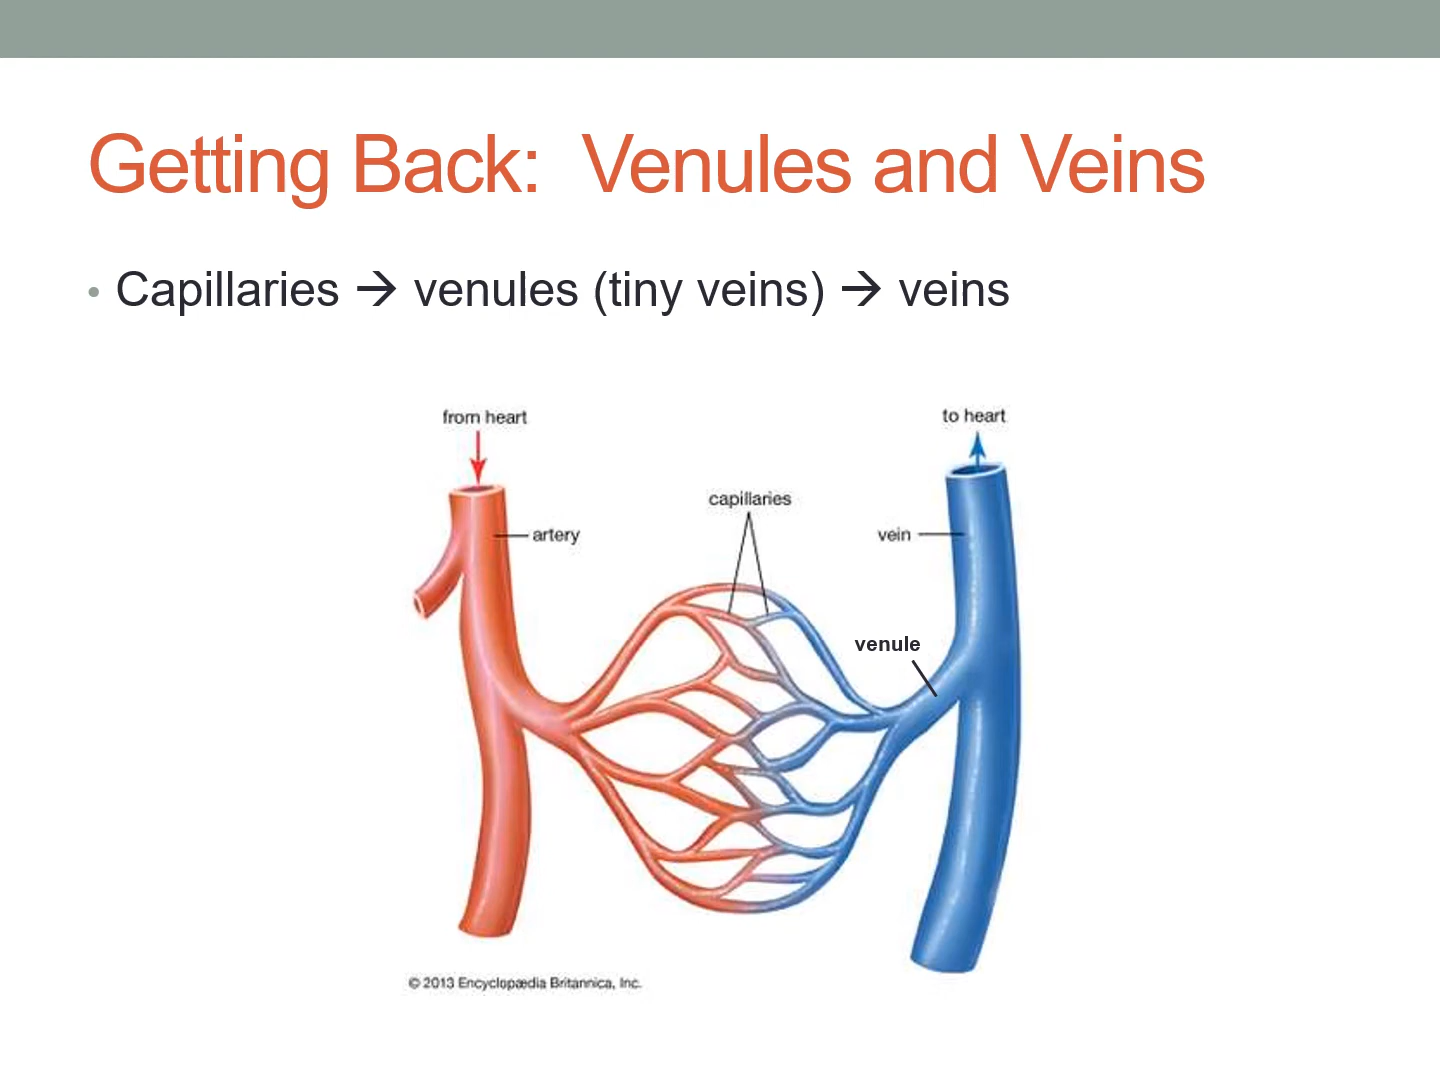 Getting Back:  Venules and Veins
• Capillaries → venules (tiny veins) → veins
from heart
to heart
capillaries
artery
vein
venule
© 2013 Encyclopædia Britannica, Inc.